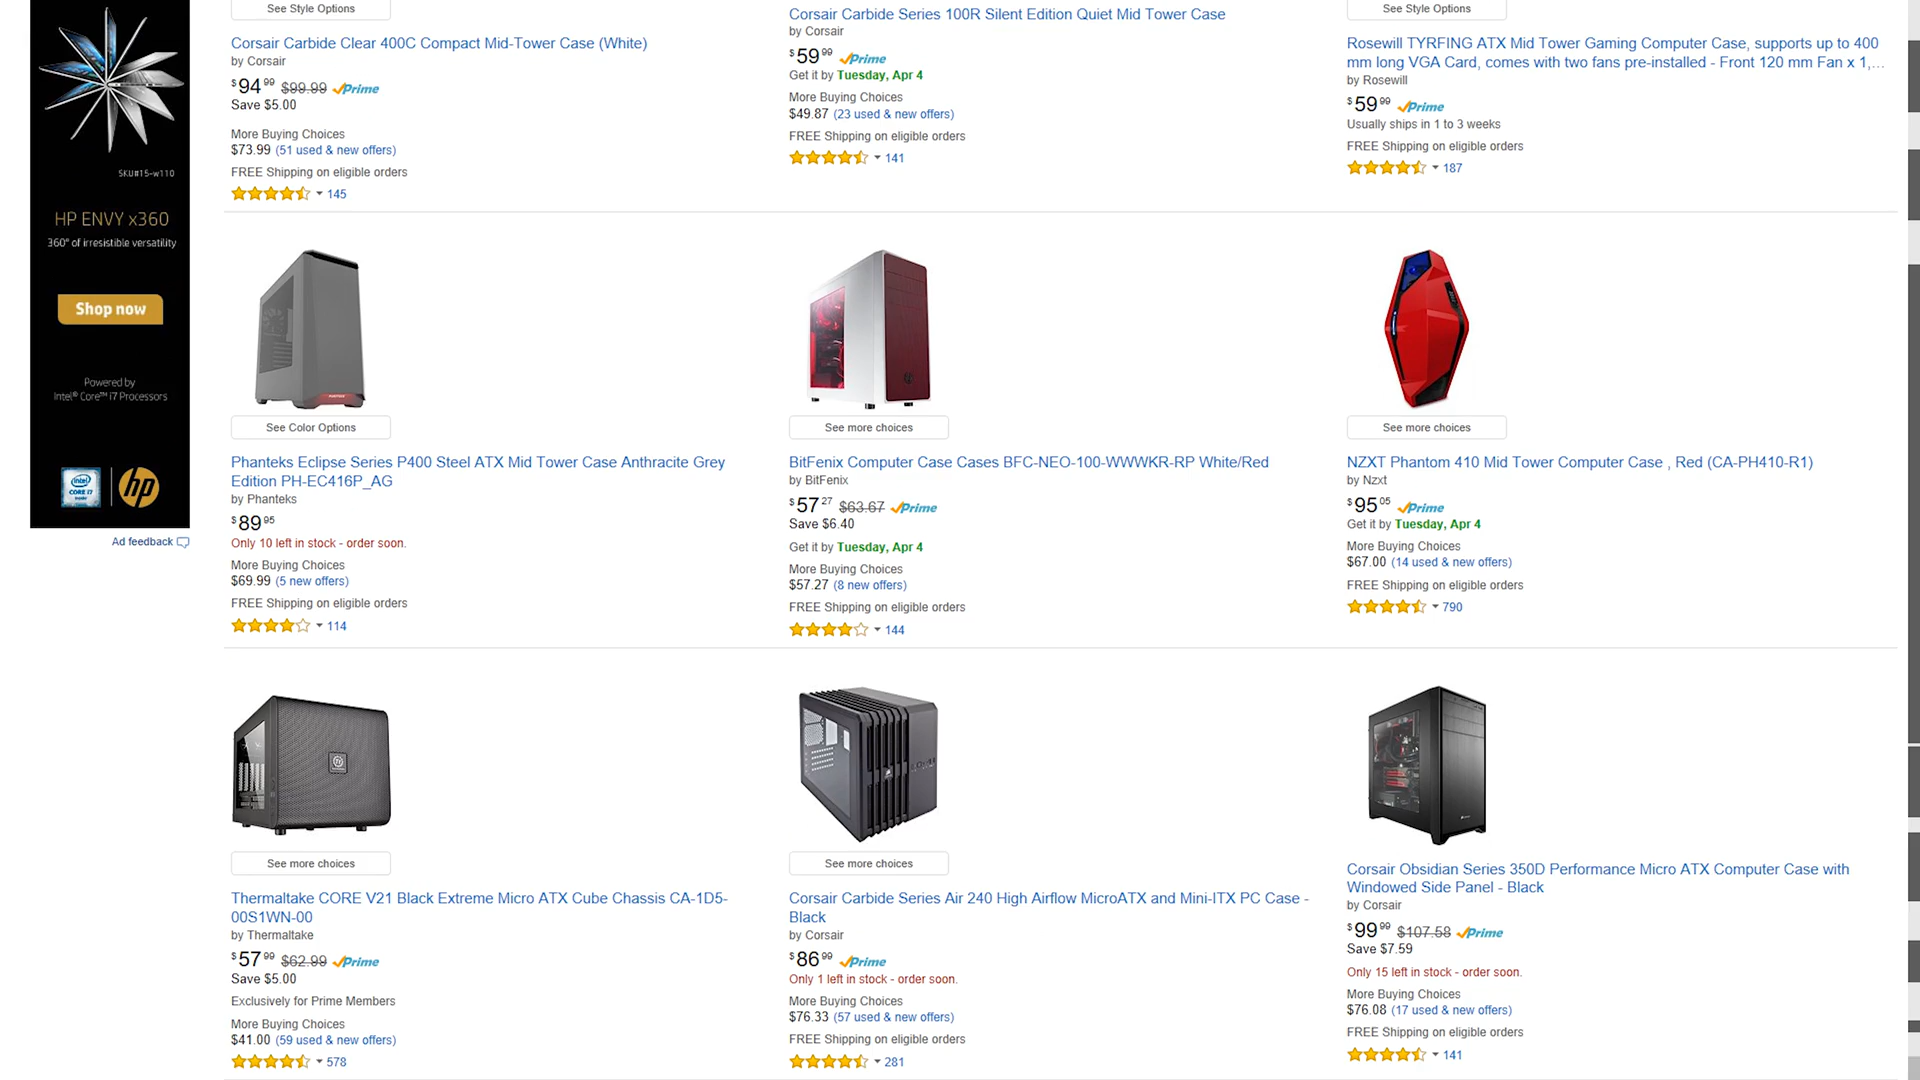 See Style Options
Corsair Carbide Clear 400C Compact Mid-Tower Case (White)
by Corsair
$94.99 $99.99 Prime
Save $5.00
More Buying Choices
$73.99 (51 used & new offers)
FREE Shipping on eligible orders
145
Corsair Carbide Series 100R Silent Edition Quiet Mid Tower Case
by Corsair
$59.99 Prime
Get it by Tuesday, Apr 4
More Buying Choices
$49.87 (23 used & new offers)
FREE Shipping on eligible orders
141
See Style Options
Rosewill TYRFING ATX Mid Tower Gaming Computer Case, supports up to 400
mm long VGA Card, comes with two fans pre-installed - Front 120 mm Fan x 1,...
by Rosewill
$59.99 Prime
Usually ships in 1 to 3 weeks
FREE Shipping on eligible orders
187
SKU#15-w110
HP ENVY x360
360° of irresistible versatility
Shop now
Powered by
Intel® Core™ i7 Processors
intel
CORE i7
inside
hp
Ad feedback
See Color Options
Phanteks Eclipse Series P400 Steel ATX Mid Tower Case Anthracite Grey
Edition PH-EC416P_AG
by Phanteks
$89.95
Only 10 left in stock - order soon.
More Buying Choices
$69.99 (5 new offers)
FREE Shipping on eligible orders
114
See more choices
BitFenix Computer Case Cases BFC-NEO-100-WWWKR-RP White/Red
by BitFenix
$57.27 $63.67 Prime
Save $6.40
Get it by Tuesday, Apr 4
More Buying Choices
$57.27 (8 new offers)
FREE Shipping on eligible orders
144
See more choices
NZXT Phantom 410 Mid Tower Computer Case , Red (CA-PH410-R1)
by Nzxt
$95.05 Prime
Get it by Tuesday, Apr 4
More Buying Choices
$67.00 (14 used & new offers)
FREE Shipping on eligible orders
790
See more choices
Thermaltake CORE V21 Black Extreme Micro ATX Cube Chassis CA-1D5-
00S1WN-00
by Thermaltake
$57.99 $62.99 Prime
Save $5.00
Exclusively for Prime Members
More Buying Choices
$41.00 (59 used & new offers)
578
See more choices
Corsair Carbide Series Air 240 High Airflow MicroATX and Mini-ITX PC Case -
Black
by Corsair
$86.99 Prime
Only 1 left in stock - order soon.
More Buying Choices
$76.33 (57 used & new offers)
FREE Shipping on eligible orders
281
Corsair Obsidian Series 350D Performance Micro ATX Computer Case with
Windowed Side Panel - Black
by Corsair
$99.99 $107.58 Prime
Save $7.59
Only 15 left in stock - order soon.
More Buying Choices
$76.08 (17 used & new offers)
FREE Shipping on eligible orders
141